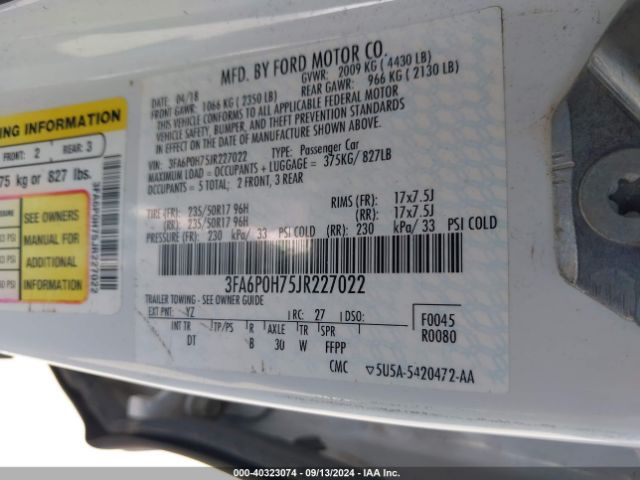 MFD. BY FORD MOTOR CO.
DATE: 04/18 GVWR: 2009 KG ( 4430 LB)
FRONT GAWR: 1066 KG ( 2350 LB) REAR GAWR: 966 KG ( 2130 LB)
THIS VEHICLE CONFORMS TO ALL APPLICABLE FEDERAL MOTOR
VEHICLE SAFETY, BUMPER, AND THEFT PREVENTION STANDARDS
IN EFFECT ON THE DATE OF MANUFACTURE SHOWN ABOVE.
VIN: 3FA6P0H75JR227022 TYPE: Passenger Car
MAXIMUM LOAD = OCCUPANTS + LUGGAGE = 375KG/ 827LB
OCCUPANTS = 5 TOTAL; 2 FRONT, 3 REAR
TIRE (FR): 235/50R17 96H RIMS (FR): 17x7.5J
(RR): 235/50R17 96H (RR): 17x7.5J
PRESSURE (FR): 230 kPa/ 33 PSI COLD (RR): 230 kPa/ 33 PSI COLD
3FA6P0H75JR227022
TRAILER TOWING - SEE OWNER GUIDE
EXT PNT: YZ RC: 27 DSO: F0045
INT TR TP/PS R AXLE TR SPR R0080
DT B 30 W FFPP
CMC 5U5A-5420472-AA
ING INFORMATION
FRONT: 2 REAR: 3
75 kg or 827 lbs.
SEE OWNERS
MANUAL FOR
ADDITIONAL
INFORMATION
PSI
PSI
3FA6P0H75JR227022
000-40323074 - 09/13/2024 - IAA Inc.